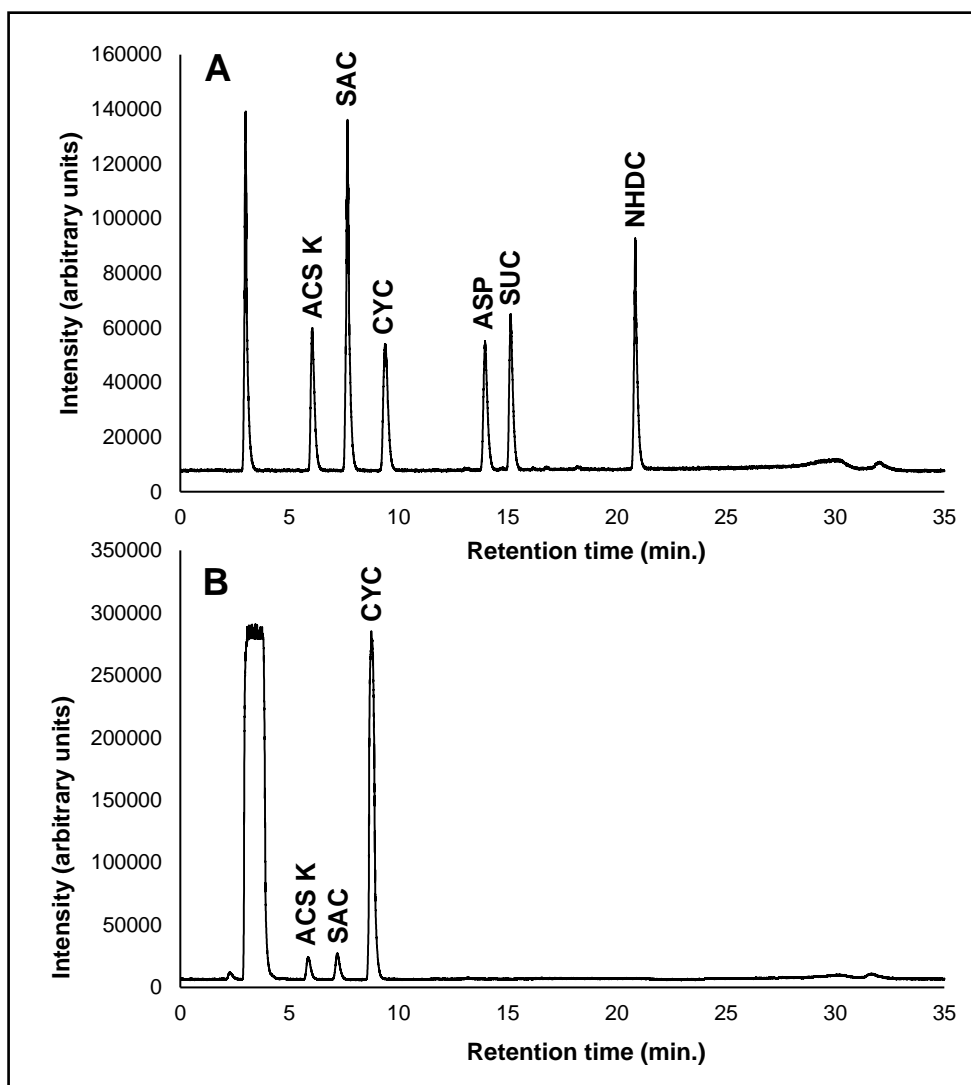 A
Intensity (arbitrary units)
160000
140000
120000
100000
80000
60000
40000
20000
0
ACS K
SAC
CYC
ASP
SUC
NHDC
0 5 10 15 20 25 30 35
Retention time (min.)
B
Intensity (arbitrary units)
350000
300000
250000
200000
150000
100000
50000
0
ACS K
SAC
CYC
0 5 10 15 20 25 30 35
Retention time (min.)